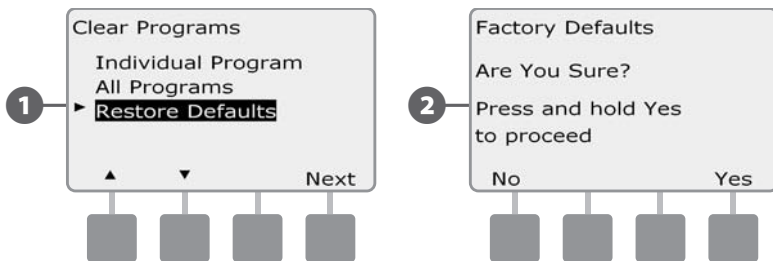 1
Clear Programs
Individual Program
All Programs
► Restore Defaults
▲ ▼ Next
2
Factory Defaults
Are You Sure?
Press and hold Yes
to proceed
No Yes